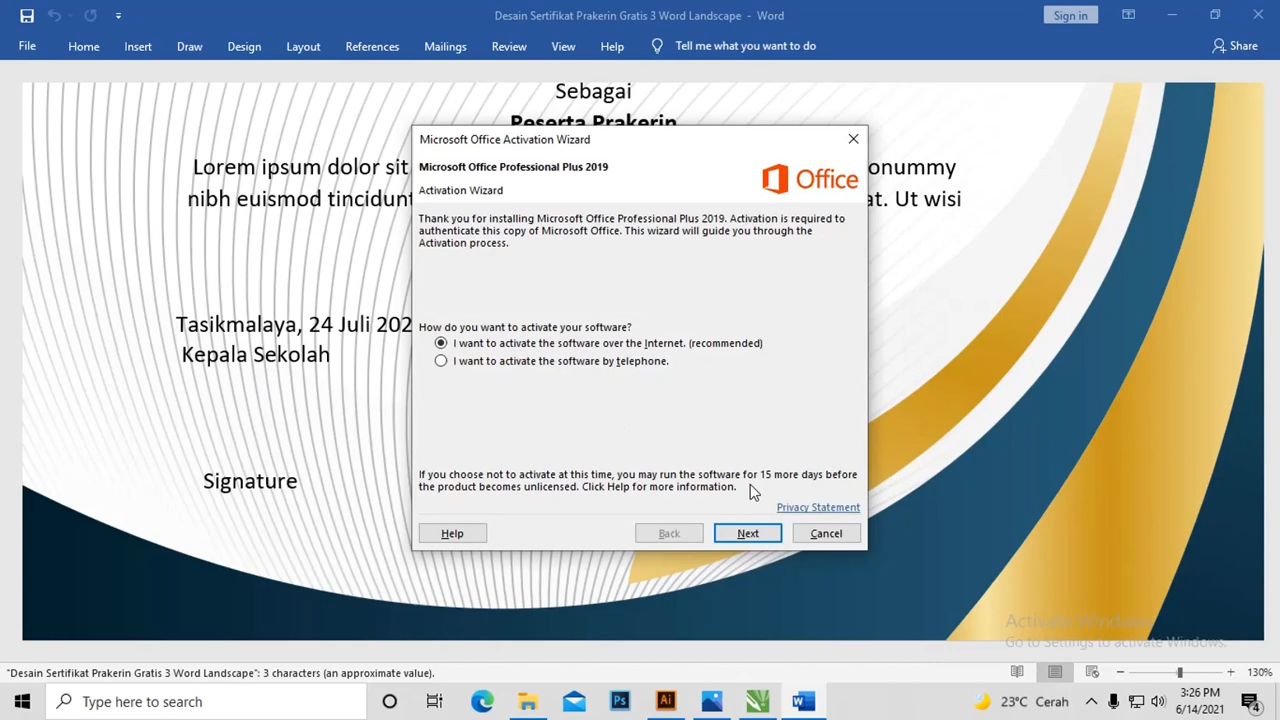 Desain Sertifikat Prakerin Gratis 3 Word Landscape - Word
Sign in
File Home Insert Draw Design Layout References Mailings Review View Help Tell me what you want to do Share
Sebagai
Peserta Prakerin
Lorem ipsum dolor sit
onummy
nibh euismod tincidunt
at. Ut wisi
Tasikmalaya, 24 Juli 202
Kepala Sekolah
Signature
Microsoft Office Activation Wizard
Microsoft Office Professional Plus 2019
Activation Wizard
Office
Thank you for installing Microsoft Office Professional Plus 2019. Activation is required to
authenticate this copy of Microsoft Office. This wizard will guide you through the
Activation process.
How do you want to activate your software?
I want to activate the software over the Internet. (recommended)
I want to activate the software by telephone.
If you choose not to activate at this time, you may run the software for 15 more days before
the product becomes unlicensed. Click Help for more information.
Privacy Statement
Help Back Next Cancel
Activate Windows
Go to Settings to activate Windows.
"Desain Sertifikat Prakerin Gratis 3 Word Landscape": 3 characters (an approximate value).
130%
Type here to search
Ps
Ai
23°C Cerah
3:26 PM
6/14/2021
4